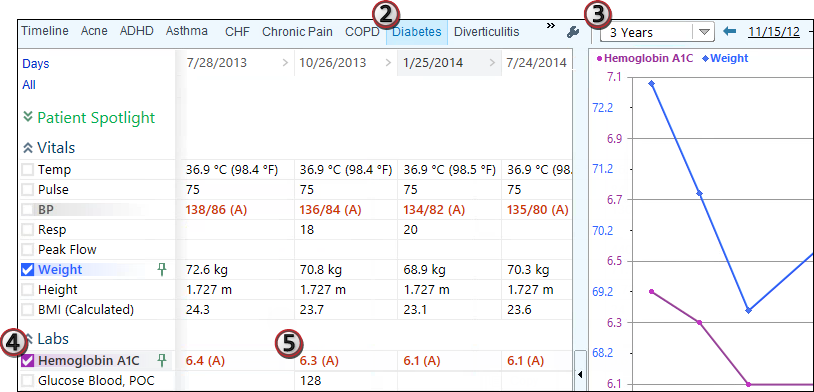 2 3
Timeline Acne ADHD Asthma CHF Chronic Pain COPD Diabetes Diverticulitis » 3 Years 11/15/12
Days 7/28/2013 > 10/26/2013 > 1/25/2014 > 7/24/2014
All
Hemoglobin A1C Weight
Patient Spotlight
Vitals
Temp 36.9 °C (98.4 °F) 36.9 °C (98.4 °F) 36.9 °C (98.5 °F) 36.9 °C (98.
Pulse 75 75 75 75
BP 138/86 (A) 136/84 (A) 134/82 (A) 135/80 (A)
Resp 18 20
Peak Flow
Weight 72.6 kg 70.8 kg 68.9 kg 70.3 kg
Height 1.727 m 1.727 m 1.727 m 1.727 m
BMI (Calculated) 24.3 23.7 23.1 23.6
4 Labs 5
Hemoglobin A1C 6.4 (A) 6.3 (A) 6.1 (A) 6.1 (A)
Glucose Blood, POC 128
7.1
72.2
6.9
71.2
6.7
70.2
6.5
69.2
6.3
68.2
6.1